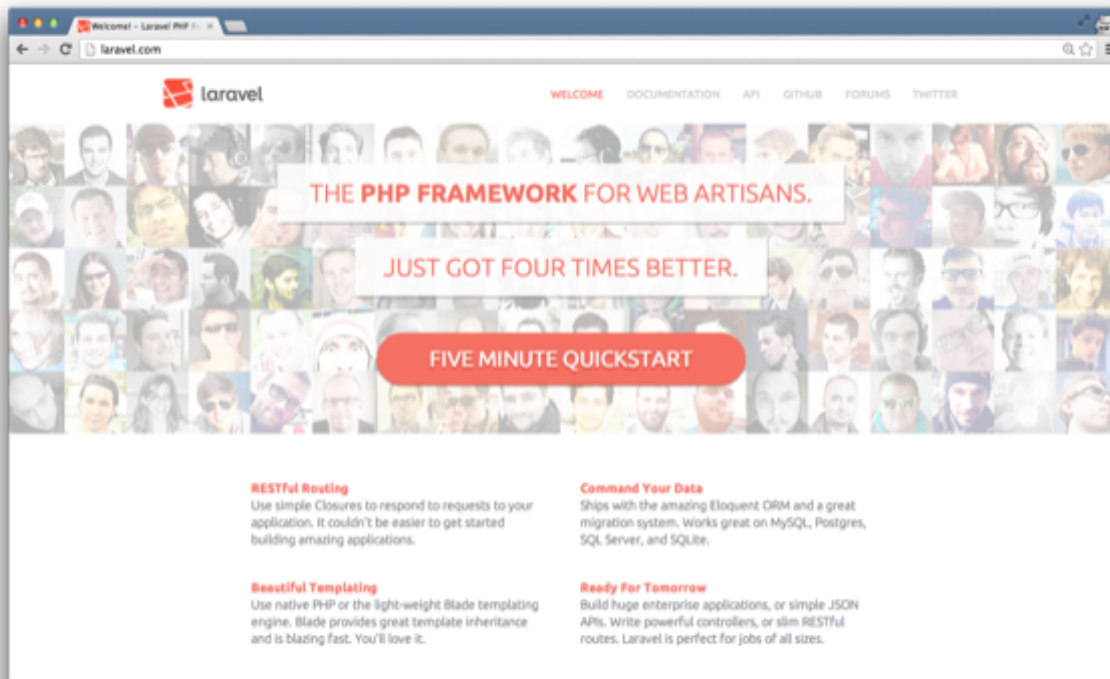 Welcome! - Laravel PHP Fr
laravel.com
laravel
WELCOME DOCUMENTATION API GITHUB FORUMS TWITTER
THE PHP FRAMEWORK FOR WEB ARTISANS.
JUST GOT FOUR TIMES BETTER.
FIVE MINUTE QUICKSTART
RESTful Routing
Use simple Closures to respond to requests to your
application. It couldn't be easier to get started
building amazing applications.
Command Your Data
Ships with the amazing Eloquent ORM and a great
migration system. Works great on MySQL, Postgres,
SQL Server, and SQLite.
Beautiful Templating
Use native PHP or the light-weight Blade templating
engine. Blade provides great template inheritance
and is blazing fast. You'll love it.
Ready For Tomorrow
Build huge enterprise applications, or simple JSON
APIs. Write powerful controllers, or slim RESTful
routes. Laravel is perfect for jobs of all sizes.